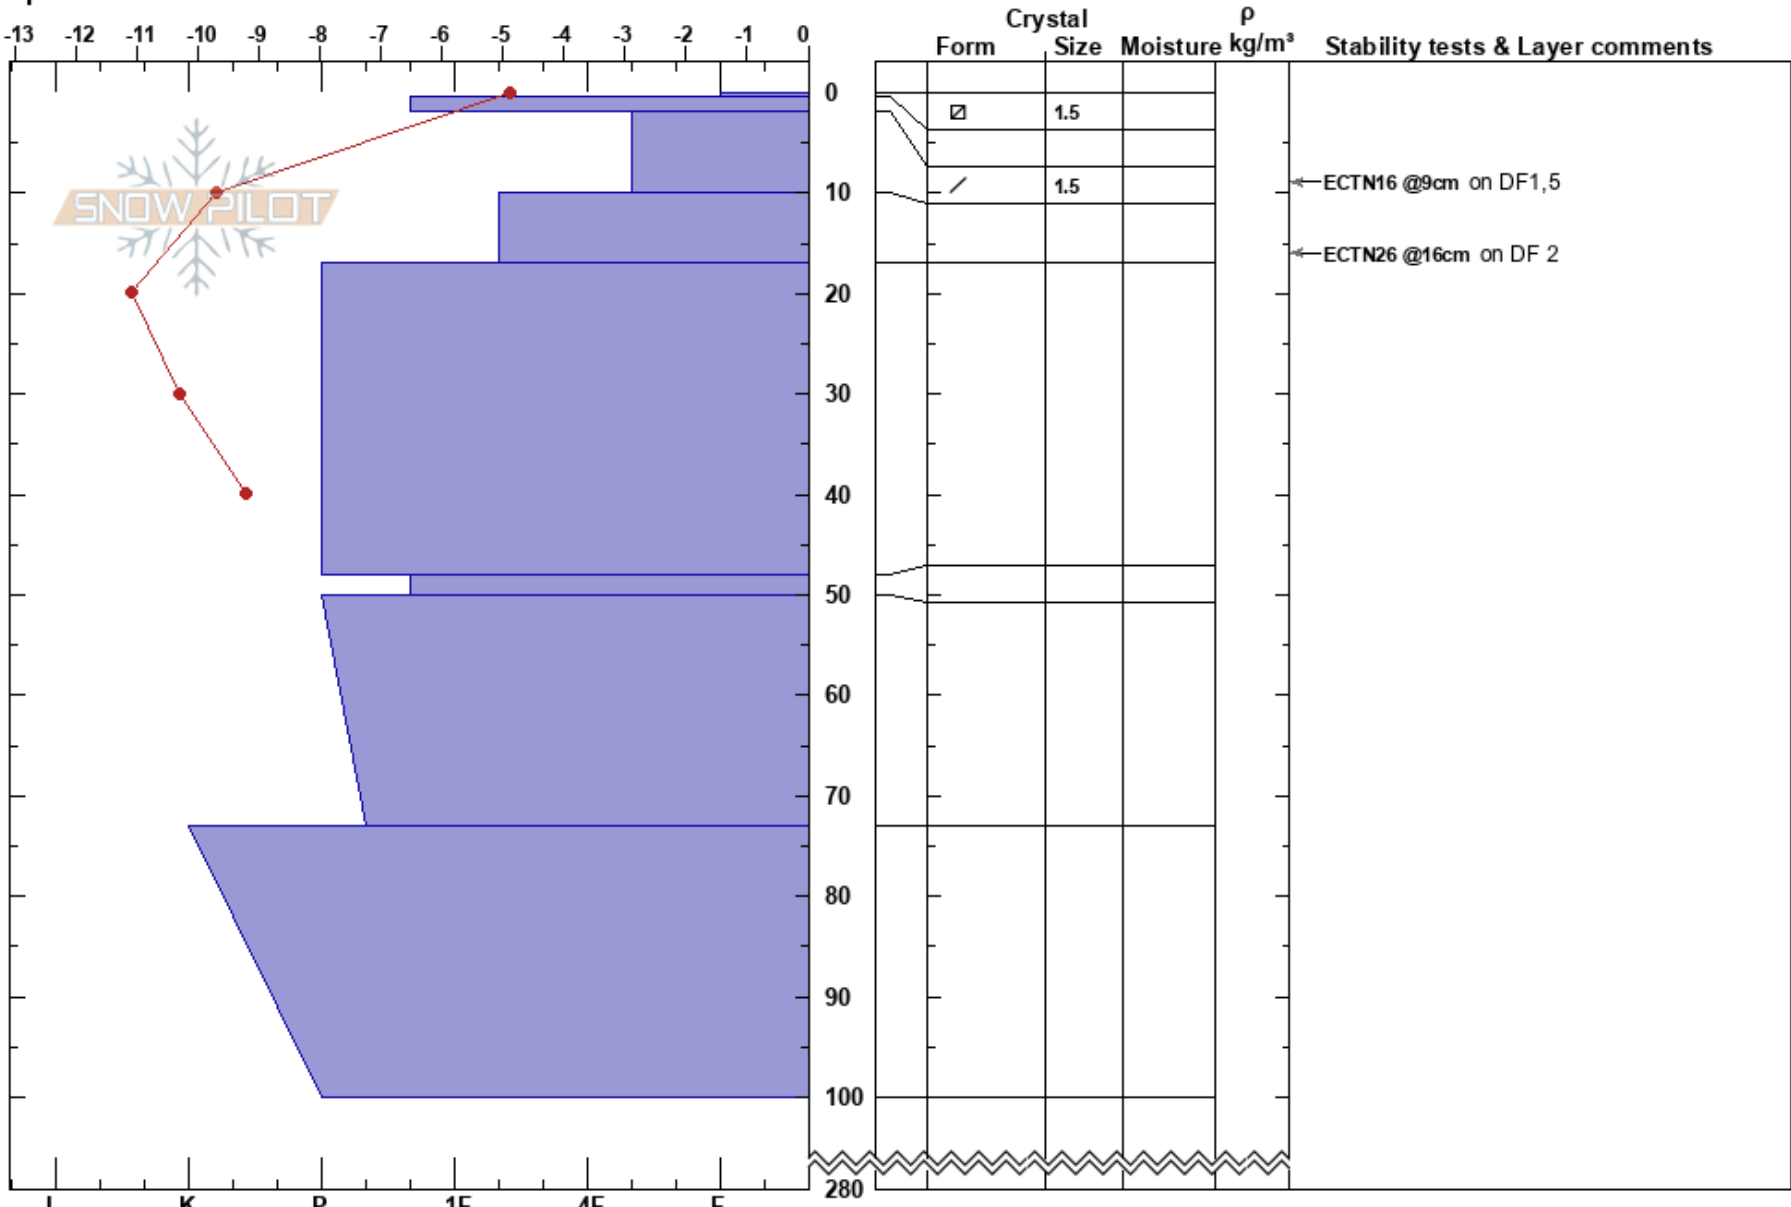 Crystal ρ
-13 -12 -11 -10 -9 -8 -7 -6 -5 -4 -3 -2 -1 0
Form Size Moisture kg/m³ Stability tests & Layer comments
0
1.5
SNOW PILOT
10
1.5
ECTN16 @9cm on DF1,5
ECTN26 @16cm on DF 2
20
30
40
50
60
70
80
90
100
280
I K P 1F 4F F